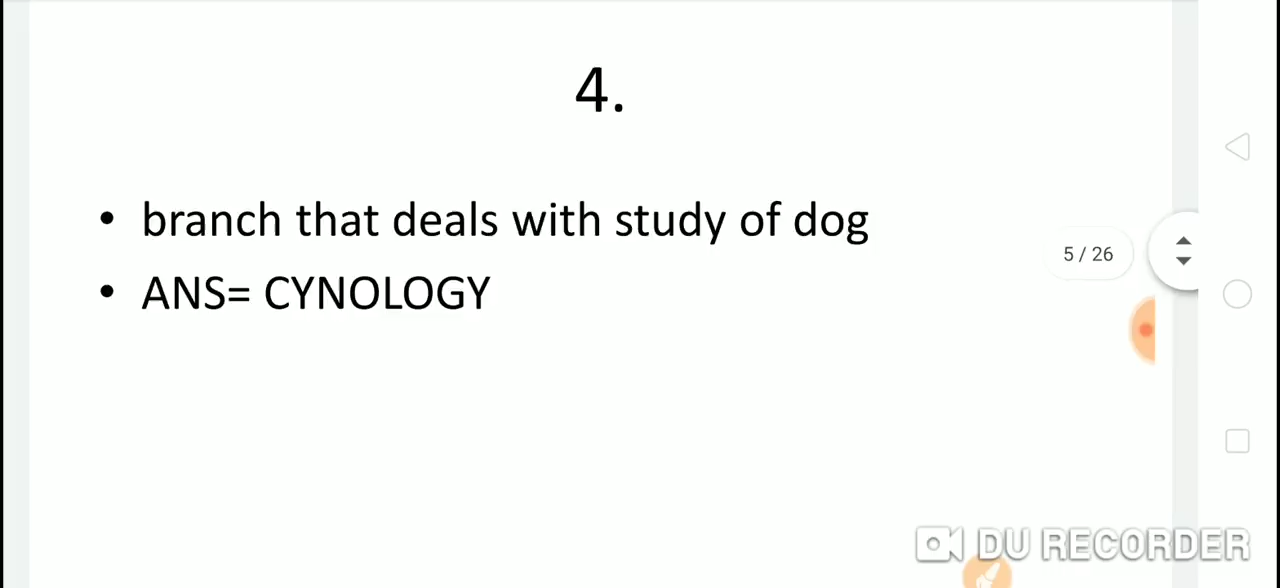 4.
• branch that deals with study of dog
• ANS= CYNOLOGY
5 / 26
DU RECORDER